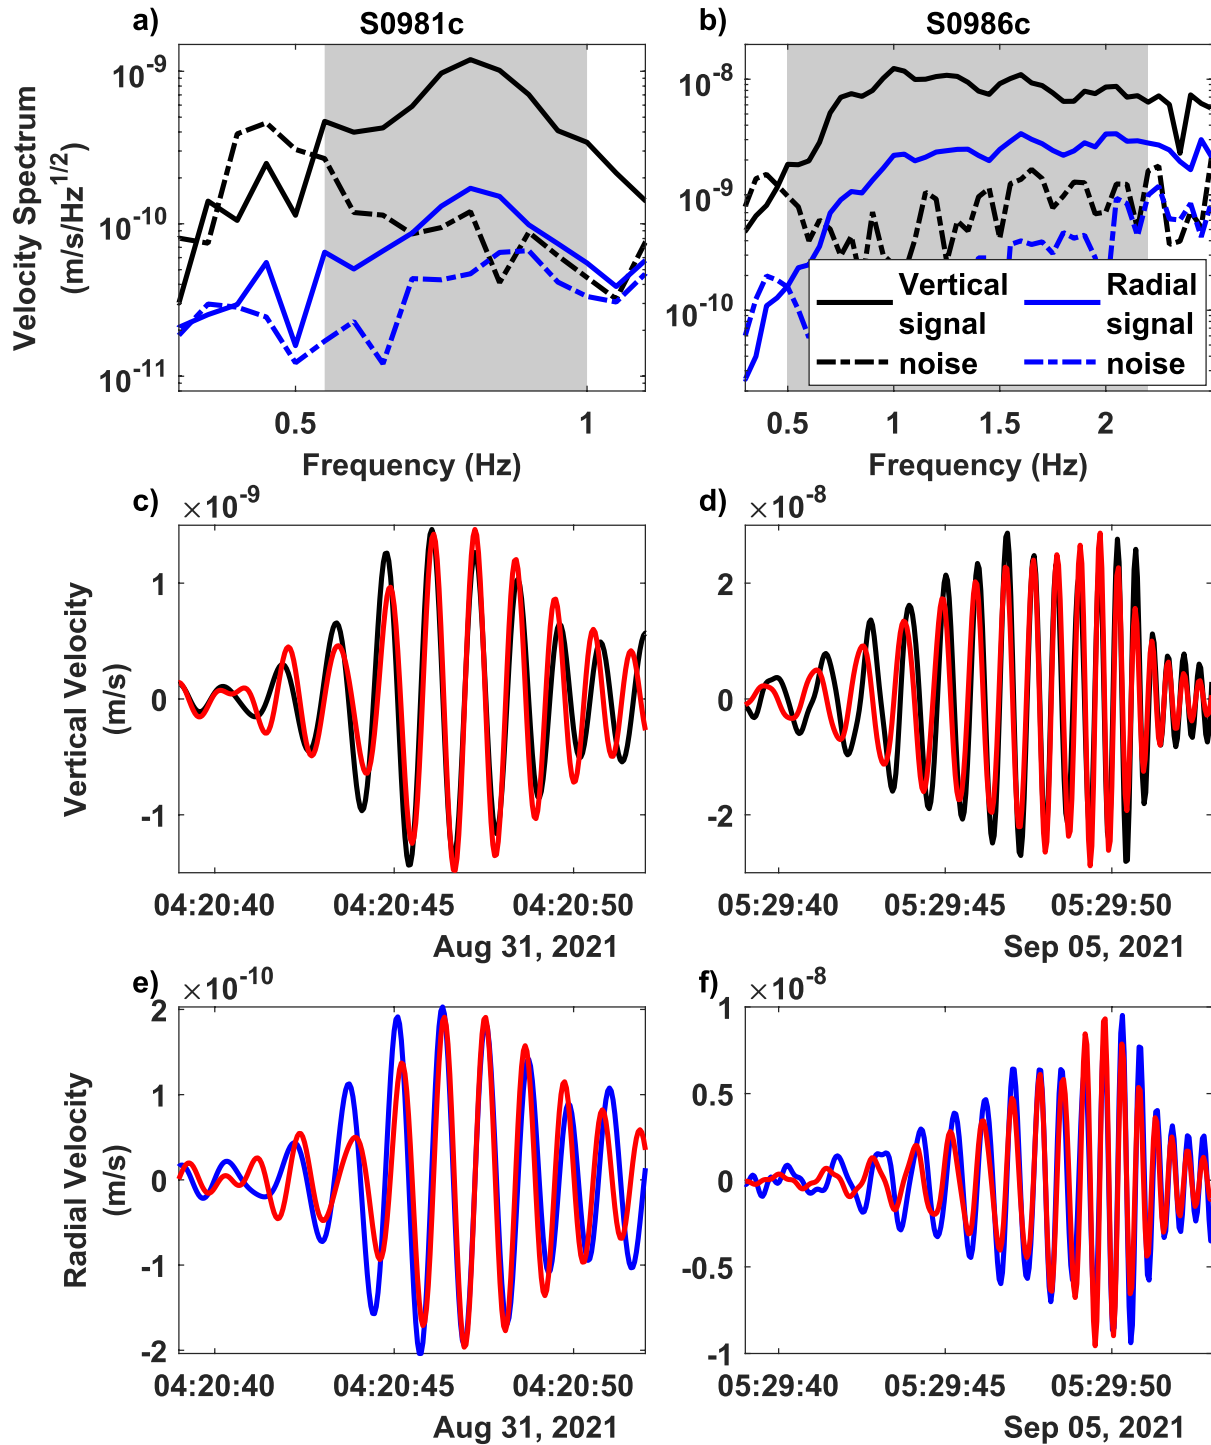 a) S0981c
b) S0986c
Velocity Spectrum
(m/s/Hz^1/2)
10^-9
10^-10
10^-11
0.5 1
Frequency (Hz)
10^-8
10^-9
10^-10
0.5 1 1.5 2
Frequency (Hz)
Vertical signal
noise
Radial signal
noise
c) ×10^-9
Vertical Velocity
(m/s)
1
0
-1
04:20:40 04:20:45 04:20:50
Aug 31, 2021
d) ×10^-8
2
0
-2
05:29:40 05:29:45 05:29:50
Sep 05, 2021
e) ×10^-10
Radial Velocity
(m/s)
2
1
0
-1
-2
04:20:40 04:20:45 04:20:50
Aug 31, 2021
f) ×10^-8
1
0.5
0
-0.5
-1
05:29:40 05:29:45 05:29:50
Sep 05, 2021